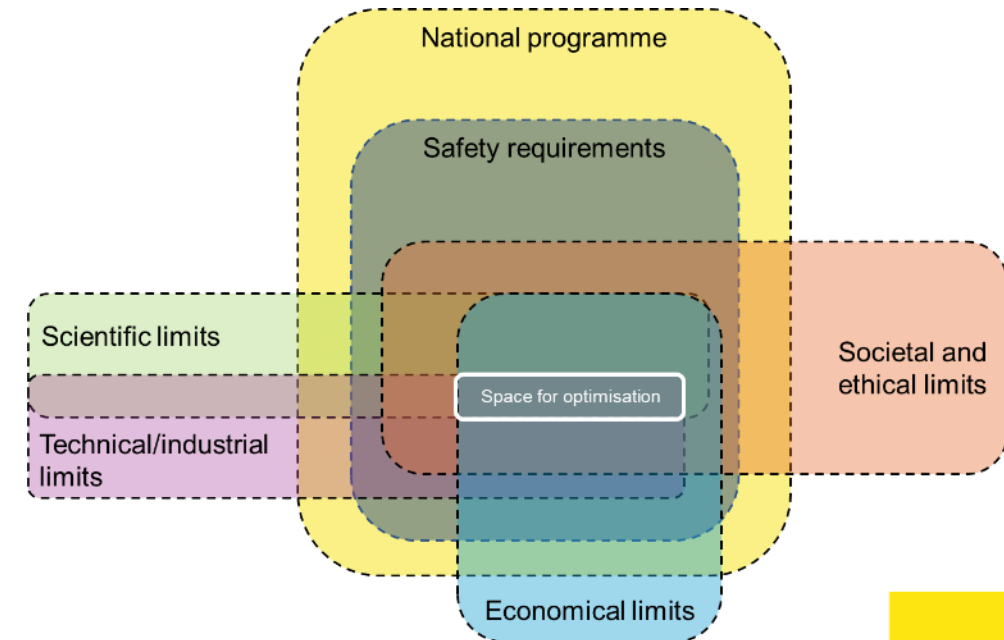 National programme
Safety requirements
Scientific limits
Societal and
ethical limits
Space for optimisation
Technical/industrial
limits
Economical limits